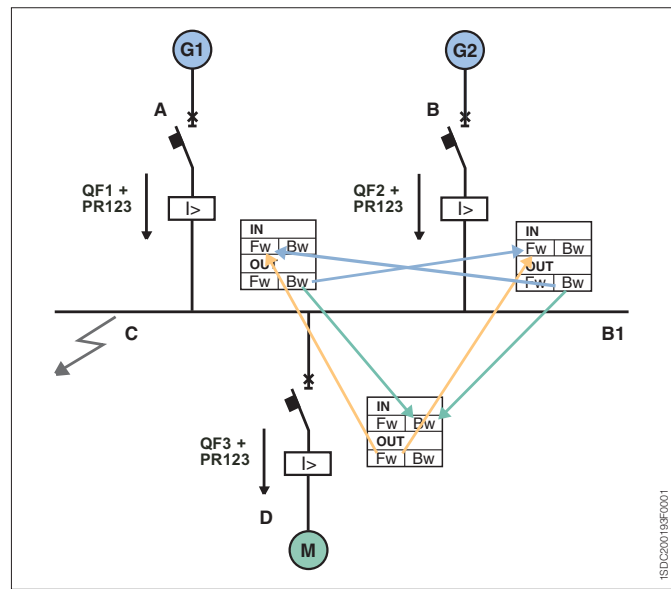 G1 G2
A B
QF1 +
PR123
I>
QF2 +
PR123
I>
IN
Fw Bw
OUT
Fw Bw
IN
Fw Bw
OUT
Fw Bw
C B1
QF3 +
PR123
I>
IN
Fw Bw
OUT
Fw Bw
D
M
1SDC200193F0001